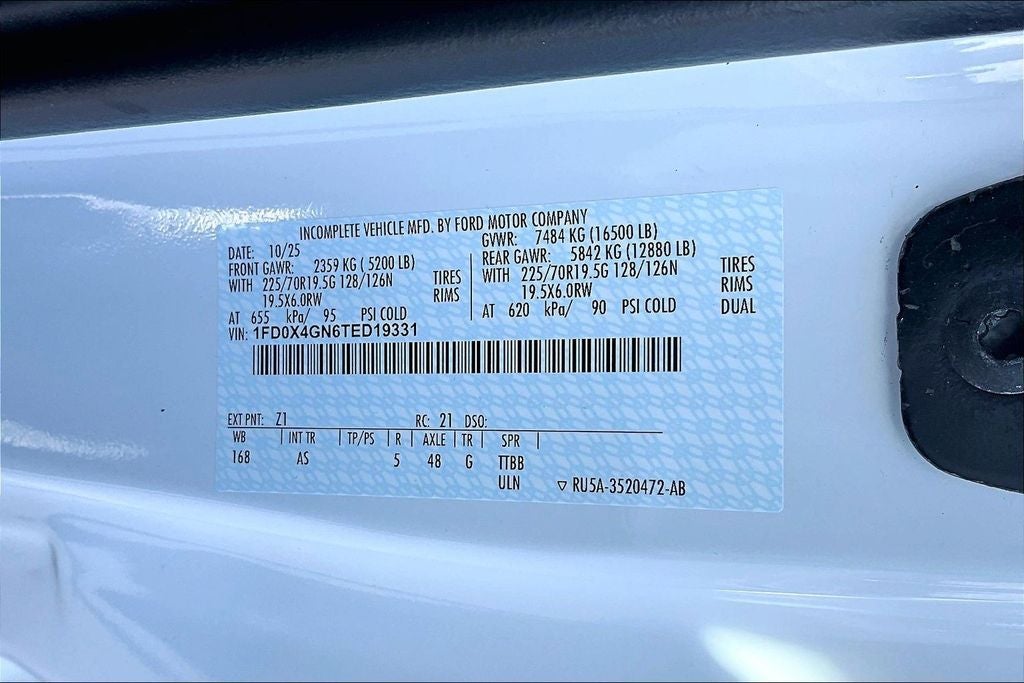 INCOMPLETE VEHICLE MFD. BY FORD MOTOR COMPANY
DATE: 10/25 GVWR: 7484 KG (16500 LB)
FRONT GAWR: 2359 KG ( 5200 LB) REAR GAWR: 5842 KG (12880 LB)
WITH 225/70R19.5G 128/126N TIRES WITH 225/70R19.5G 128/126N TIRES
19.5X6.0RW RIMS 19.5X6.0RW RIMS
AT 655 kPa/ 95 PSI COLD AT 620 kPa/ 90 PSI COLD DUAL
VIN: 1FD0X4GN6TED19331
EXT PNT: Z1 RC: 21 DSO:
WB INT TR TP/PS R AXLE TR SPR
168 AS 5 48 G TTBB
ULN ▽ RU5A-3520472-AB